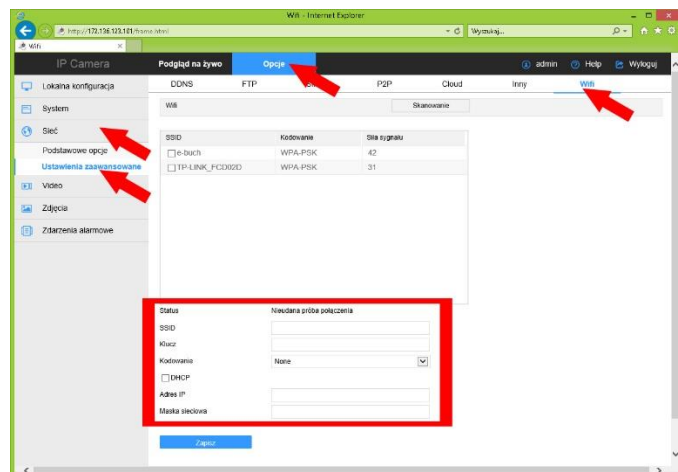 Wifi - Internet Explorer
http://172.136.123.181/frame.html
Wyszukaj...
Wifi
IP Camera
Podgląd na żywo
Opcje
admin
Help
Wyloguj
Lokalna konfiguracja
DDNS
FTP
P2P
Cloud
Inny
Wifi
System
Wifi
Skanowanie
Sieć
SSID
Kodowanie
Siła sygnału
Podstawowe opcje
e-buch
WPA-PSK
42
Ustawienia zaawansowane
TP-LINK_FCD02D
WPA-PSK
31
Video
Zdjęcia
Zdarzenia alarmowe
Status
Nieudana próba połączenia
SSID
Klucz
Kodowanie
None
DHCP
Adres IP
Maska sieciowa
Zapisz